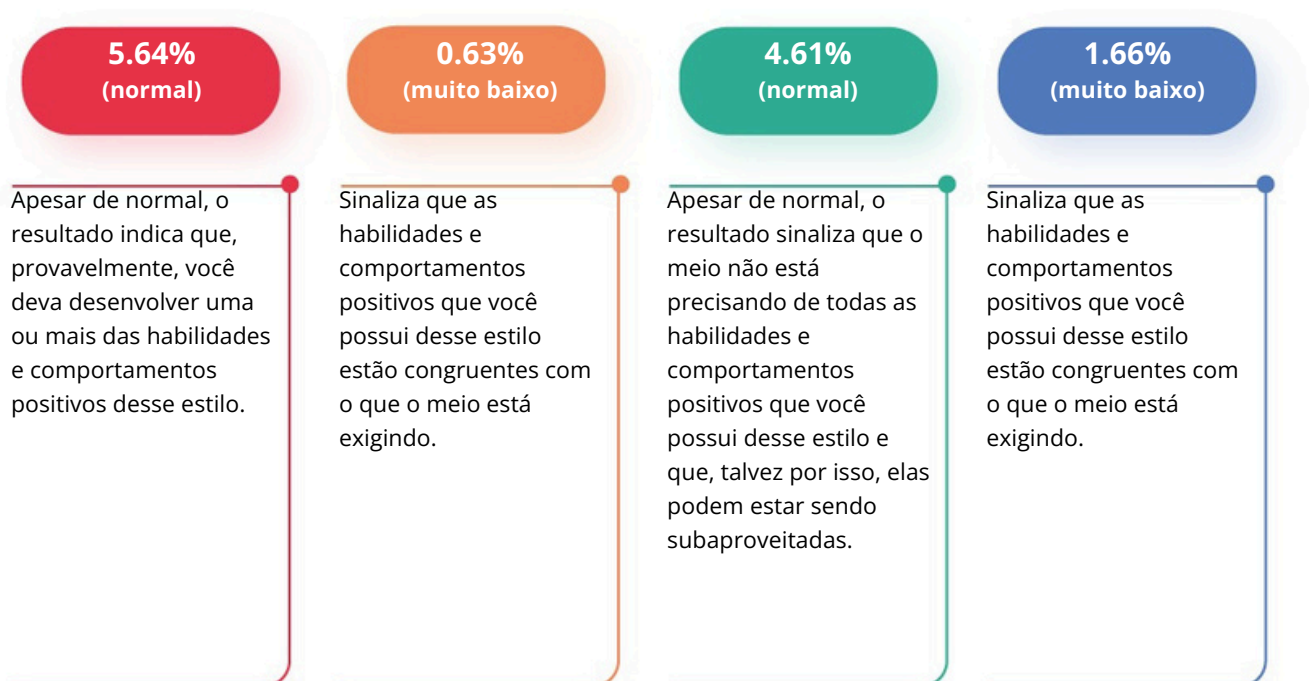 5.64%
(normal)
Apesar de normal, o
resultado indica que,
provavelmente, você
deva desenvolver uma
ou mais das habilidades
e comportamentos
positivos desse estilo.
0.63%
(muito baixo)
Sinaliza que as
habilidades e
comportamentos
positivos que você
possui desse estilo
estão congruentes com
o que o meio está
exigindo.
4.61%
(normal)
Apesar de normal, o
resultado sinaliza que o
meio não está
precisando de todas as
habilidades e
comportamentos
positivos que você
possui desse estilo e
que, talvez por isso, elas
podem estar sendo
subaproveitadas.
1.66%
(muito baixo)
Sinaliza que as
habilidades e
comportamentos
positivos que você
possui desse estilo
estão congruentes com
o que o meio está
exigindo.